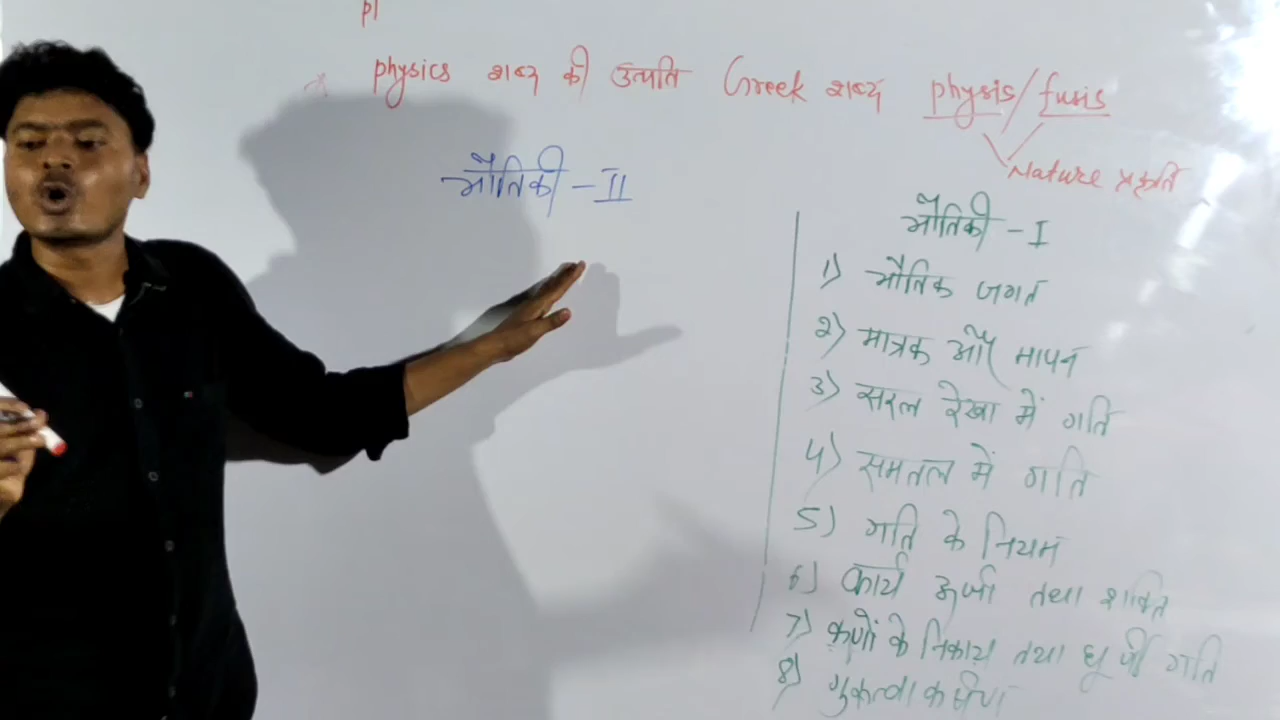 pl
physics शब्द की उत्पति Greek शब्द physis/fusis
Nature प्रकृति
भौतिकी - II
भौतिकी - I
1) भौतिक जगत
2) मात्रक और मापन
3) सरल रेखा में गति
4) समतल में गति
5) गति के नियम
6) कार्य ऊर्जा तथा शक्ति
7) कणों के निकाय तथा घूर्णी गति
8) गुरुत्वाकर्षण